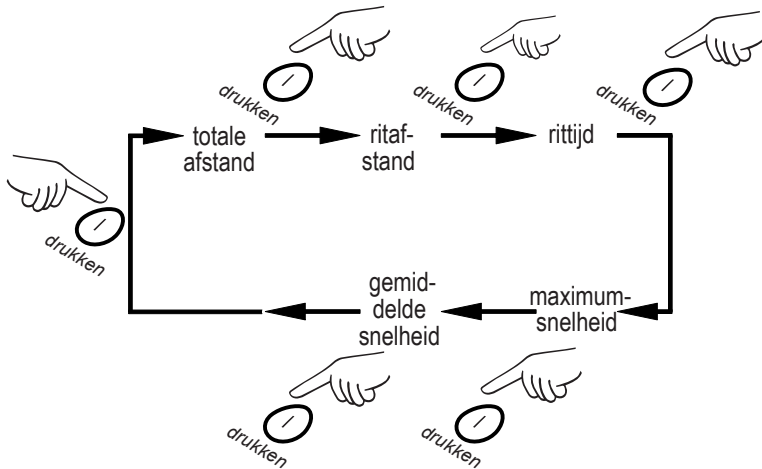 drukken
drukken
drukken
totale
afstand
ritaf-
stand
rittijd
drukken
gemid-
delde
snelheid
maximum-
snelheid
drukken
drukken